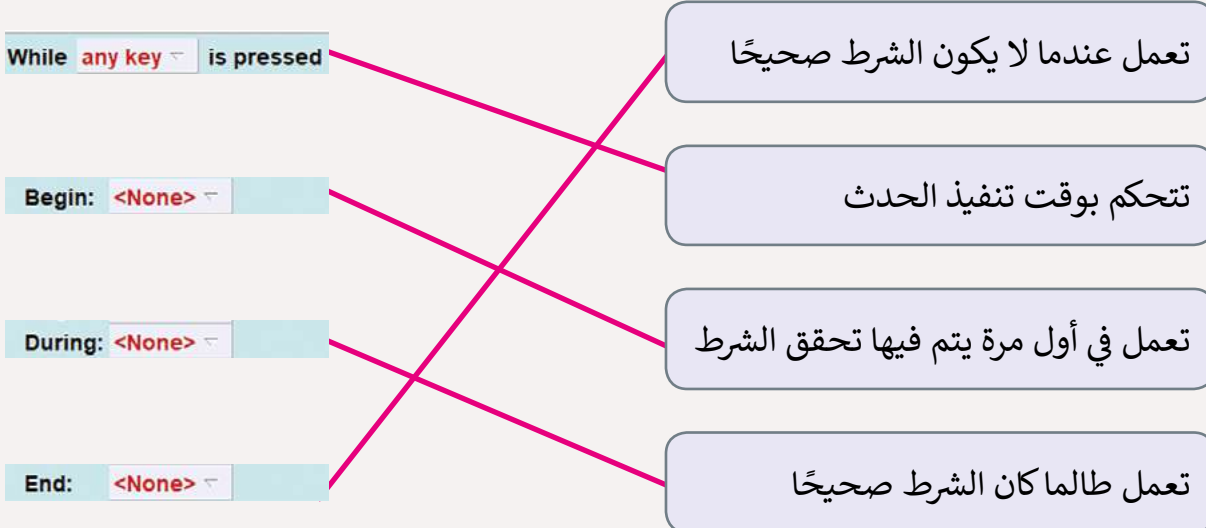 While any key is pressed
تعمل عندما لا يكون الشرط صحيحًا
تتحكم بوقت تنفيذ الحدث
Begin: <None>
تعمل في أول مرة يتم فيها تحقق الشرط
During: <None>
تعمل طالما كان الشرط صحيحًا
End: <None>